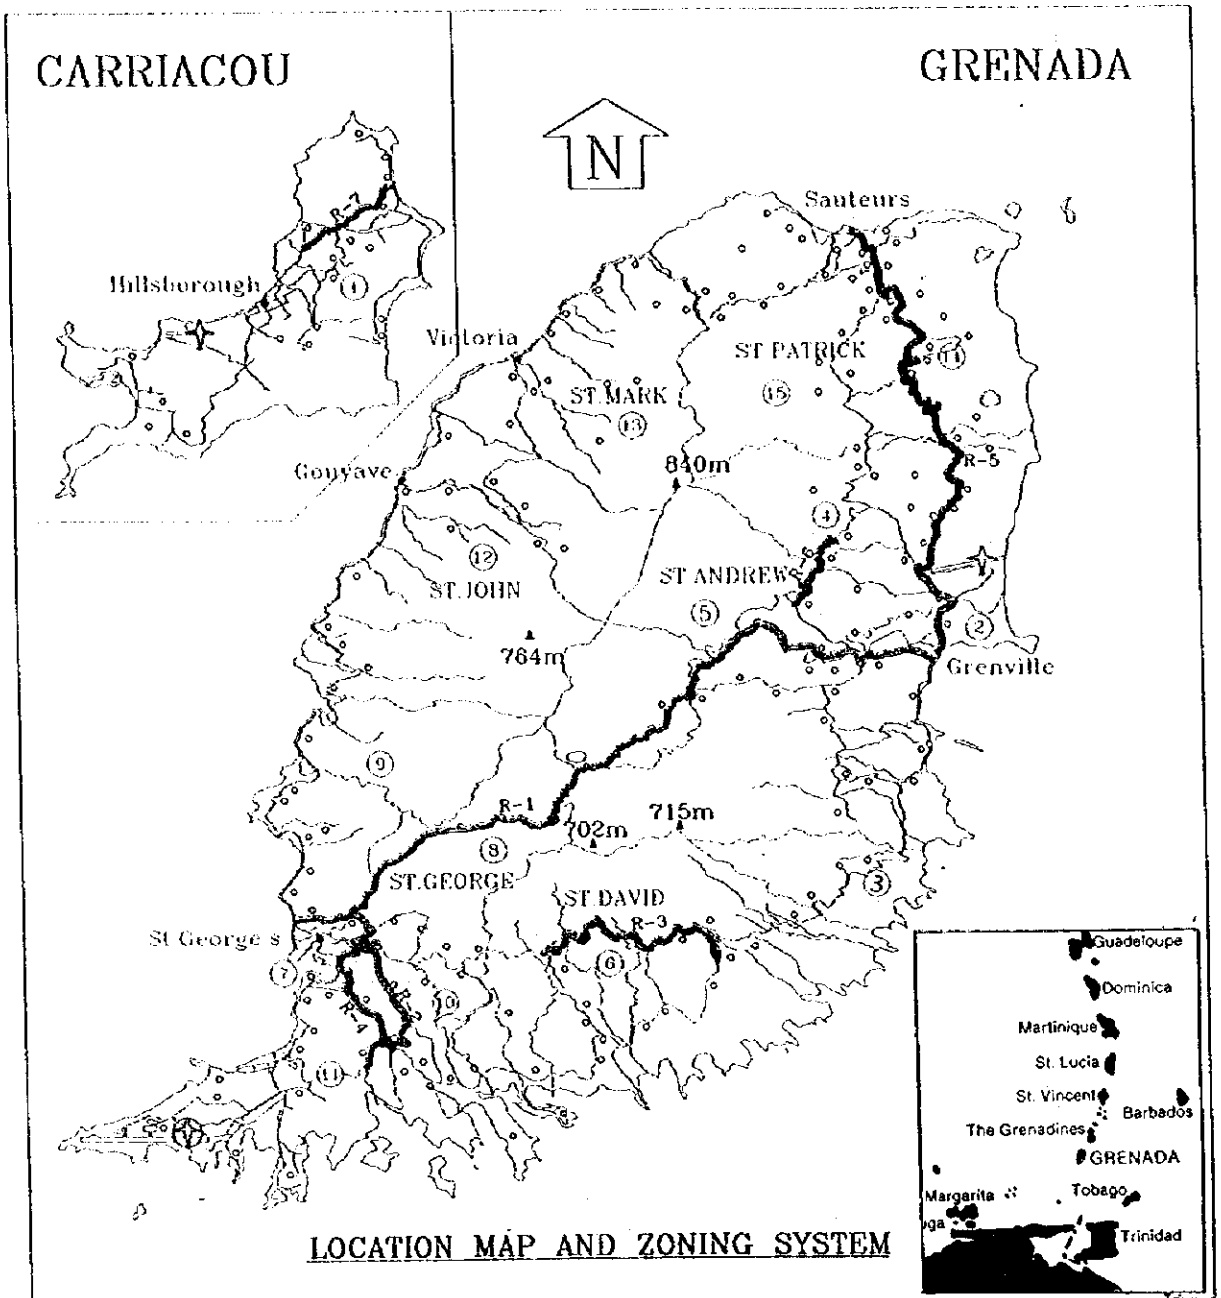 CARRIACOU
GRENADA
N
Sauteurs
R-7
Hillsborough
1
Victoria
ST PATRICK
14
ST.MARK
15
13
Gouyave
840m
R-5
4
12
ST ANDREW
ST.JOHN
5
2
764m
Grenville
9
R-1
715m
702m
8
ST.GEORGE
3
ST.DAVID
R-3
St George s
6
7
10
R-4
11
Guadeloupe
Dominica
Martinique
St. Lucia
St. Vincent
Barbados
The Grenadines
GRENADA
Margarita
Tobago
Trinidad
LOCATION MAP AND ZONING SYSTEM